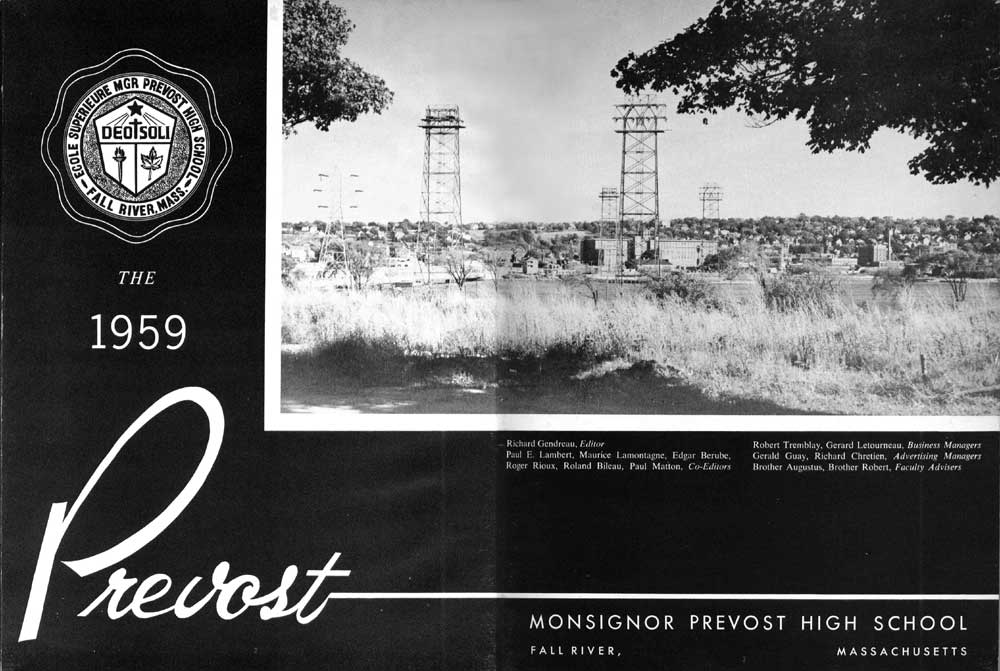 ECOLE SUPERIEURE MGR PREVOST HIGH SCHOOL
DEO SOLI
FALL RIVER, MASS.
THE
1959
Prevost
Richard Gendreau, Editor
Paul E. Lambert, Maurice Lamontagne, Edgar Berube,
Roger Rioux, Roland Bileau, Paul Matton, Co-Editors
Robert Tremblay, Gerard Letourneau, Business Managers
Gerald Guay, Richard Chretien, Advertising Managers
Brother Augustus, Brother Robert, Faculty Advisers
MONSIGNOR PREVOST HIGH SCHOOL
FALL RIVER, MASSACHUSETTS